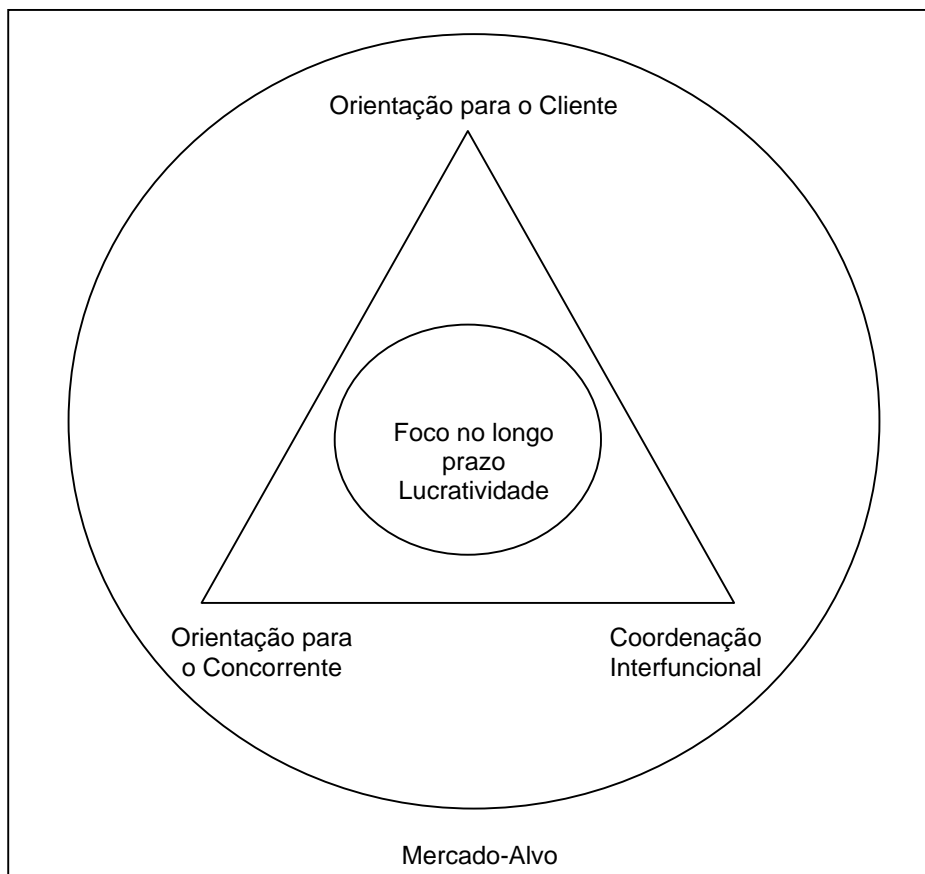 Orientação para o Cliente
Foco no longo
prazo
Lucratividade
Orientação para
o Concorrente
Coordenação
Interfuncional
Mercado-Alvo